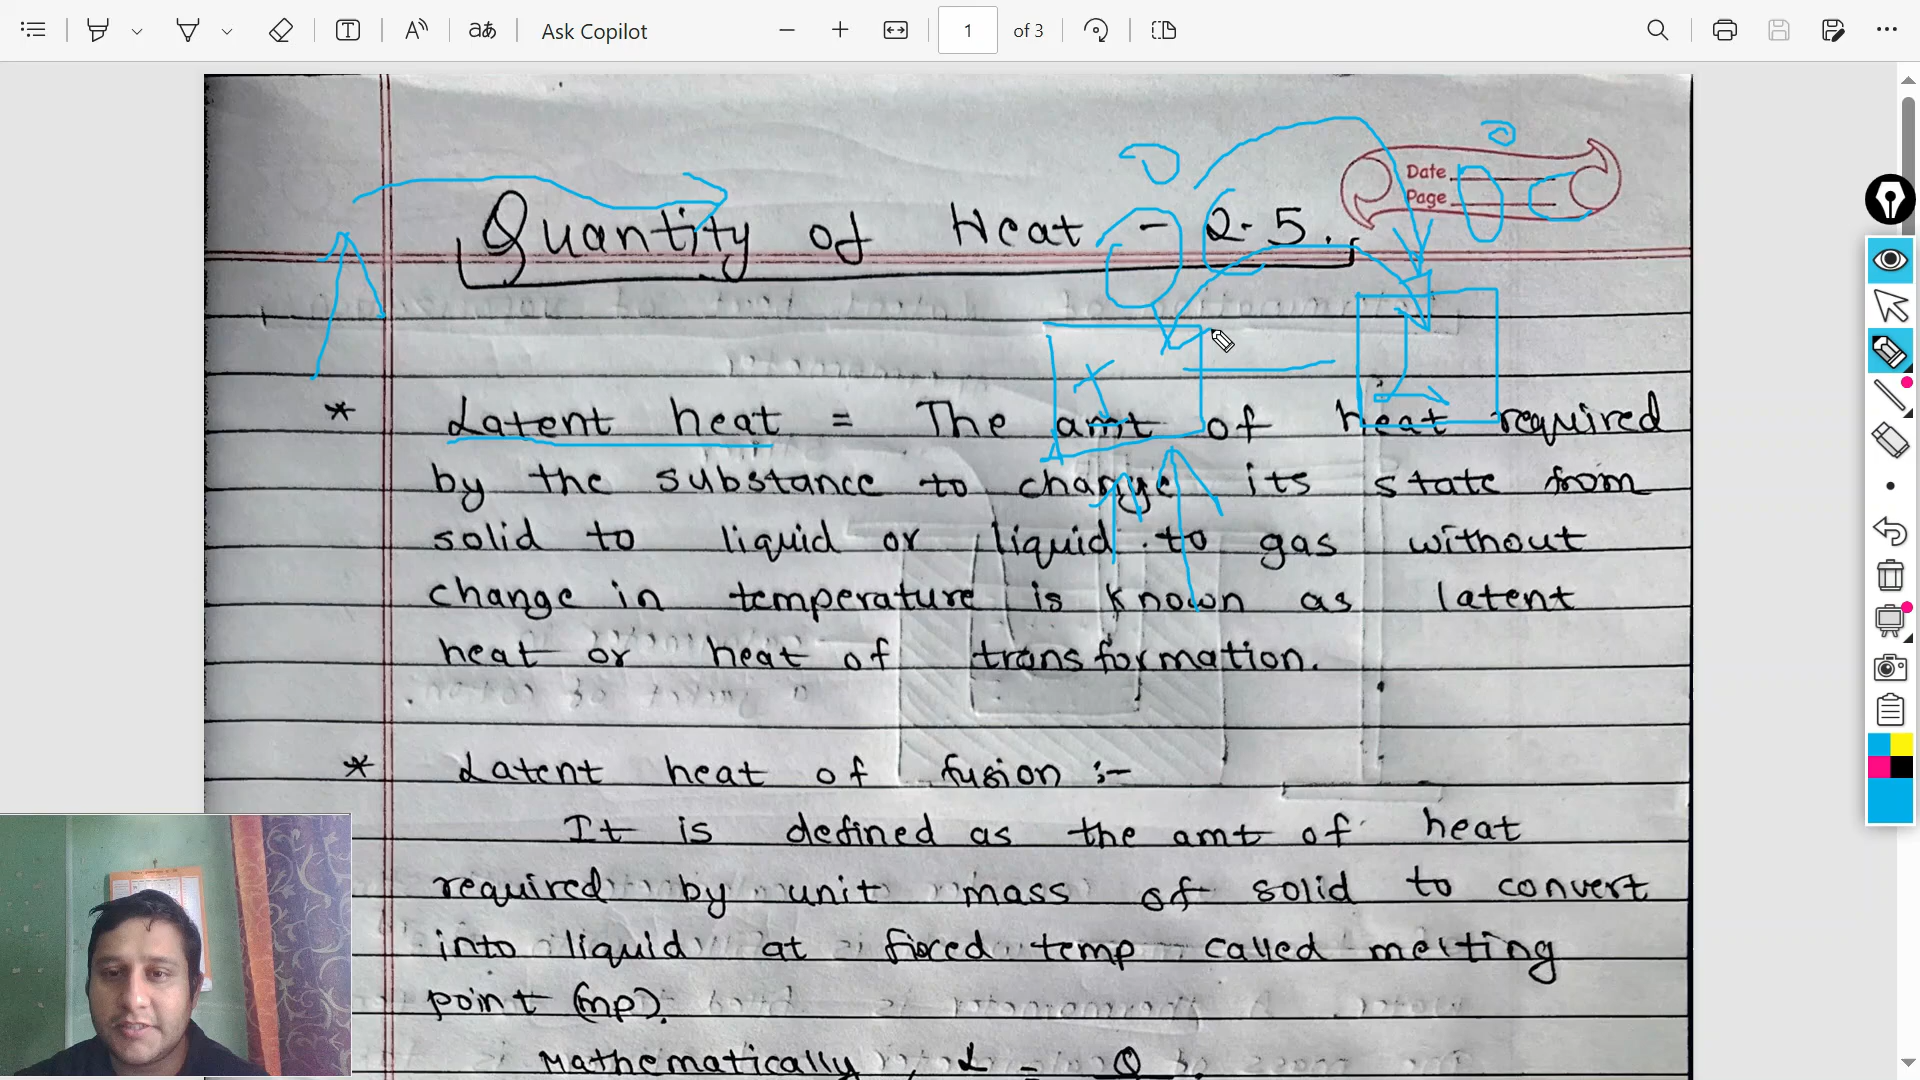 Ask Copilot
1 of 3
Date
Page
Quantity of Heat - 2.5.
* Latent heat = The amt of heat required
by the substance to change its state from
solid to liquid or liquid to gas without
change in temperature is known as latent
heat or heat of transformation.
* Latent heat of fusion :-
It is defined as the amt of heat
required by unit mass of solid to convert
into liquid at fixed temp called melting
point (mp).
Mathematically, L = Q